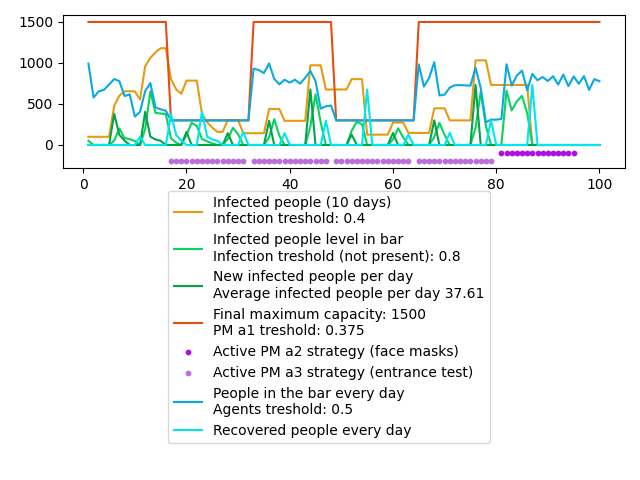 1500
1000
500
0
0 20 40 60 80 100
Infected people (10 days)
Infection treshold: 0.4
Infected people level in bar
Infection treshold (not present): 0.8
New infected people per day
Average infected people per day 37.61
Final maximum capacity: 1500
PM a1 treshold: 0.375
Active PM a2 strategy (face masks)
Active PM a3 strategy (entrance test)
People in the bar every day
Agents treshold: 0.5
Recovered people every day